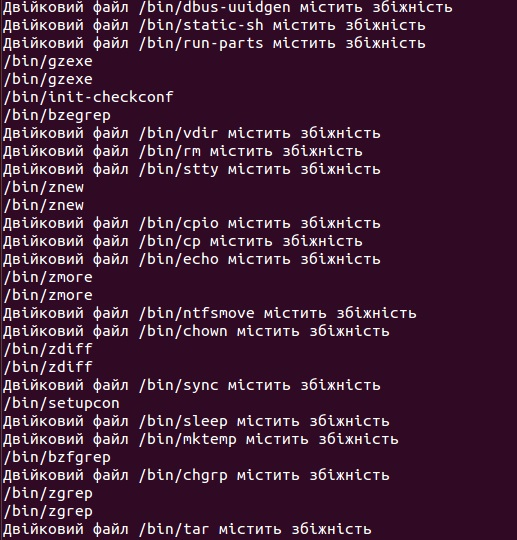 Двійковий файл /bin/dbus-uuidgen містить збіжність
Двійковий файл /bin/static-sh містить збіжність
Двійковий файл /bin/run-parts містить збіжність
/bin/gzexe
/bin/gzexe
/bin/init-checkconf
/bin/bzegrep
Двійковий файл /bin/vdir містить збіжність
Двійковий файл /bin/rm містить збіжність
Двійковий файл /bin/stty містить збіжність
/bin/znew
/bin/znew
Двійковий файл /bin/cpio містить збіжність
Двійковий файл /bin/cp містить збіжність
Двійковий файл /bin/echo містить збіжність
/bin/zmore
/bin/zmore
Двійковий файл /bin/ntfsmove містить збіжність
Двійковий файл /bin/chown містить збіжність
/bin/zdiff
/bin/zdiff
Двійковий файл /bin/sync містить збіжність
/bin/setupcon
Двійковий файл /bin/sleep містить збіжність
Двійковий файл /bin/mktemp містить збіжність
/bin/bzfgrep
Двійковий файл /bin/chgrp містить збіжність
/bin/zgrep
/bin/zgrep
Двійковий файл /bin/tar містить збіжність